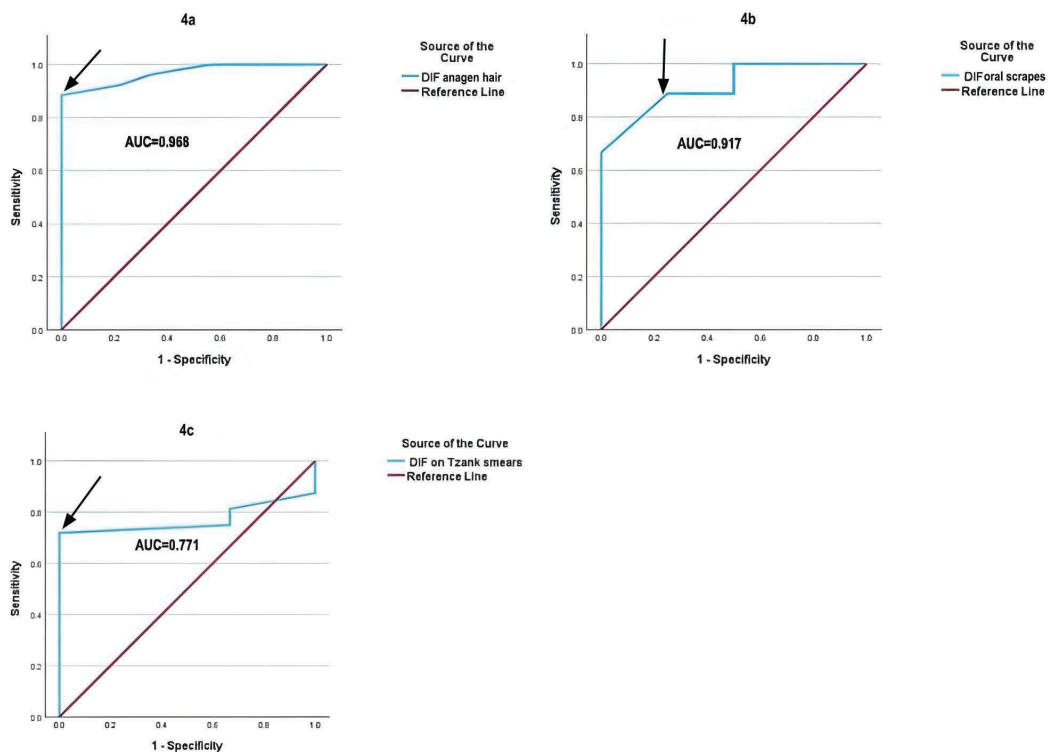 4a
Source of the
Curve
DIF anagen hair
Reference Line
AUC=0.968
Sensitivity
1.0
0.8
0.6
0.4
0.2
0.0
0.0 0.2 0.4 0.6 0.8 1.0
1 - Specificity
4b
Source of the
Curve
DIForal scrapes
Reference Line
AUC=0.917
Sensitivity
1.0
0.8
0.6
0.4
0.2
0.0
0.0 0.2 0.4 0.6 0.8 1.0
1 - Specificity
4c
Source of the Curve
DIF on Tzank smears
Reference Line
AUC=0.771
Sensitivity
1.0
0.8
0.6
0.4
0.2
0.0
0.0 0.2 0.4 0.6 0.8 1.0
1 - Specificity